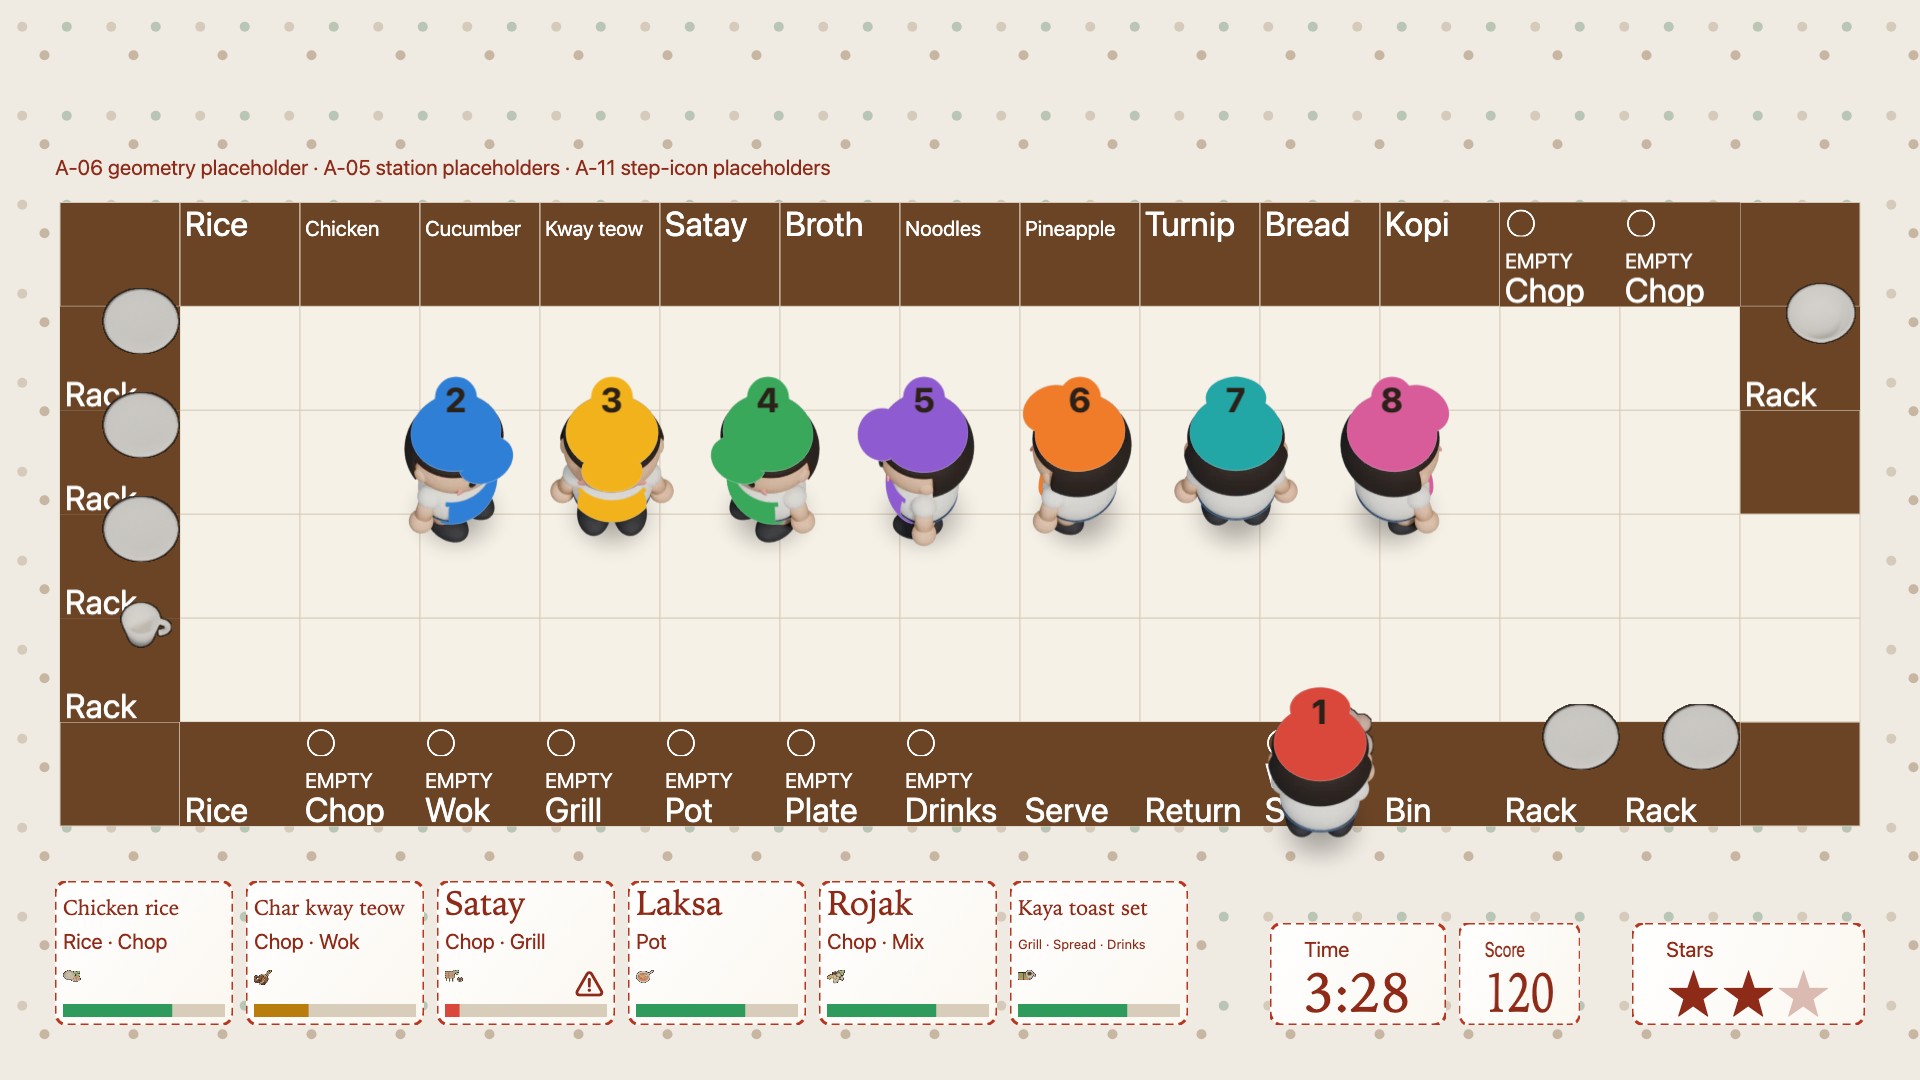 A-06 geometry placeholder · A-05 station placeholders · A-11 step-icon placeholders
Rice
Chicken
Cucumber
Kway teow
Satay
Broth
Noodles
Pineapple
Turnip
Bread
Kopi
EMPTY
Chop
EMPTY
Chop
Rack
Rack
Rack
Rack
Rack
2
3
4
5
6
7
8
1
Rice
EMPTY
Chop
EMPTY
Wok
EMPTY
Grill
EMPTY
Pot
EMPTY
Plate
EMPTY
Drinks
Serve
Return
Bin
Rack
Rack
Chicken rice
Rice · Chop
Char kway teow
Chop · Wok
Satay
Chop · Grill
Laksa
Pot
Rojak
Chop · Mix
Kaya toast set
Grill · Spread · Drinks
Time
3:28
Score
120
Stars